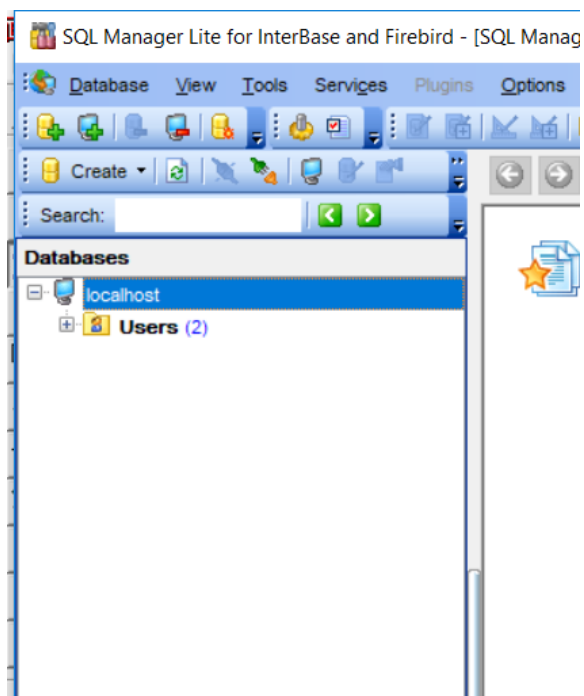 SQL Manager Lite for InterBase and Firebird - [SQL Manag
Database View Tools Services Plugins Options
Create
Search:
Databases
localhost
Users (2)